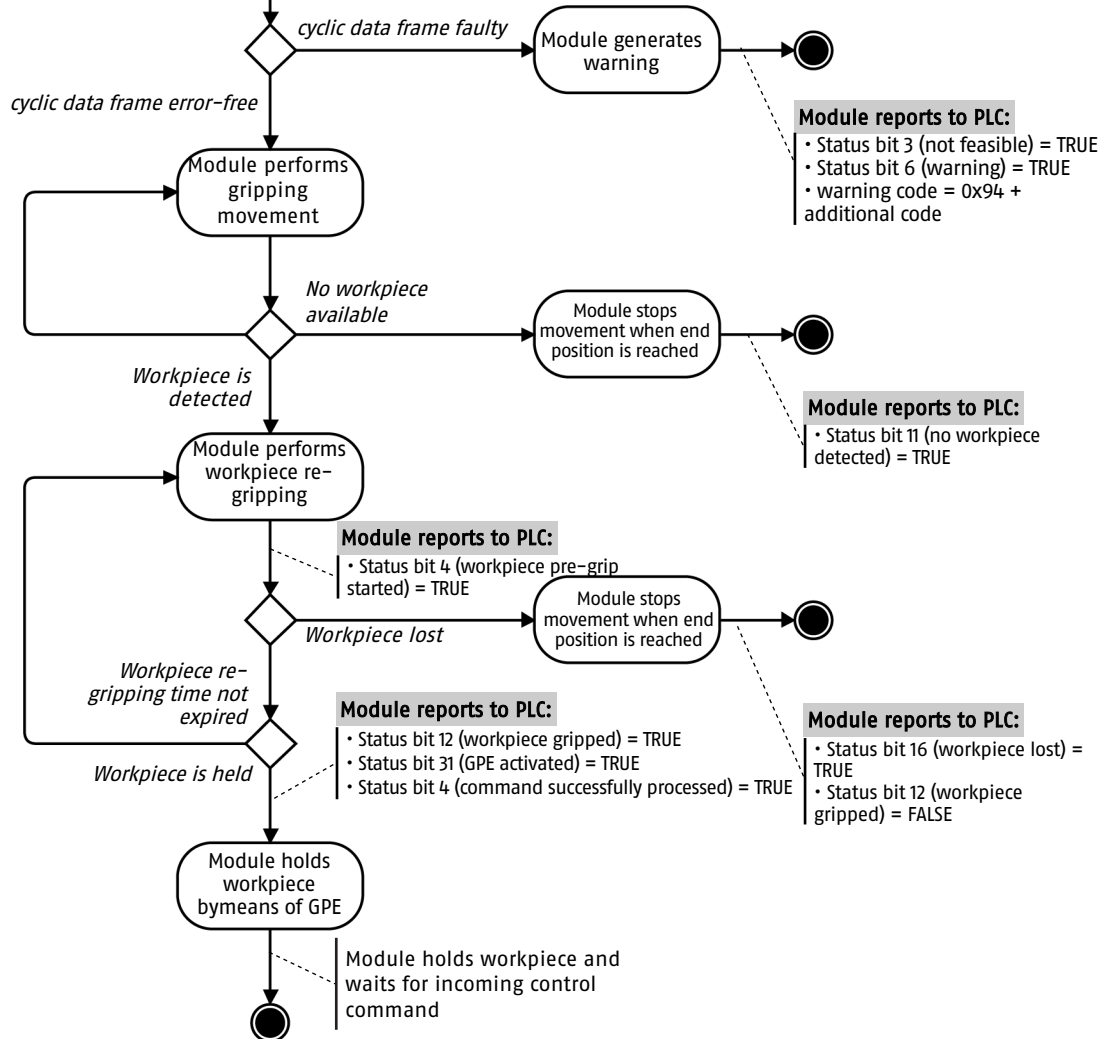 cyclic data frame faulty
Module generates
warning
cyclic data frame error-free
Module reports to PLC:
• Status bit 3 (not feasible) = TRUE
• Status bit 6 (warning) = TRUE
• warning code = 0x94 +
additional code
Module performs
gripping
movement
No workpiece
available
Module stops
movement when end
position is reached
Workpiece is
detected
Module reports to PLC:
• Status bit 11 (no workpiece
detected) = TRUE
Module performs
workpiece re-
gripping
Module reports to PLC:
• Status bit 4 (workpiece pre-grip
started) = TRUE
Module stops
movement when end
position is reached
Workpiece lost
Workpiece re-
gripping time not
expired
Module reports to PLC:
• Status bit 12 (workpiece gripped) = TRUE
• Status bit 31 (GPE activated) = TRUE
• Status bit 4 (command successfully processed) = TRUE
Module reports to PLC:
• Status bit 16 (workpiece lost) =
TRUE
• Status bit 12 (workpiece
gripped) = FALSE
Workpiece is held
Module holds
workpiece
bymeans of GPE
Module holds workpiece and
waits for incoming control
command